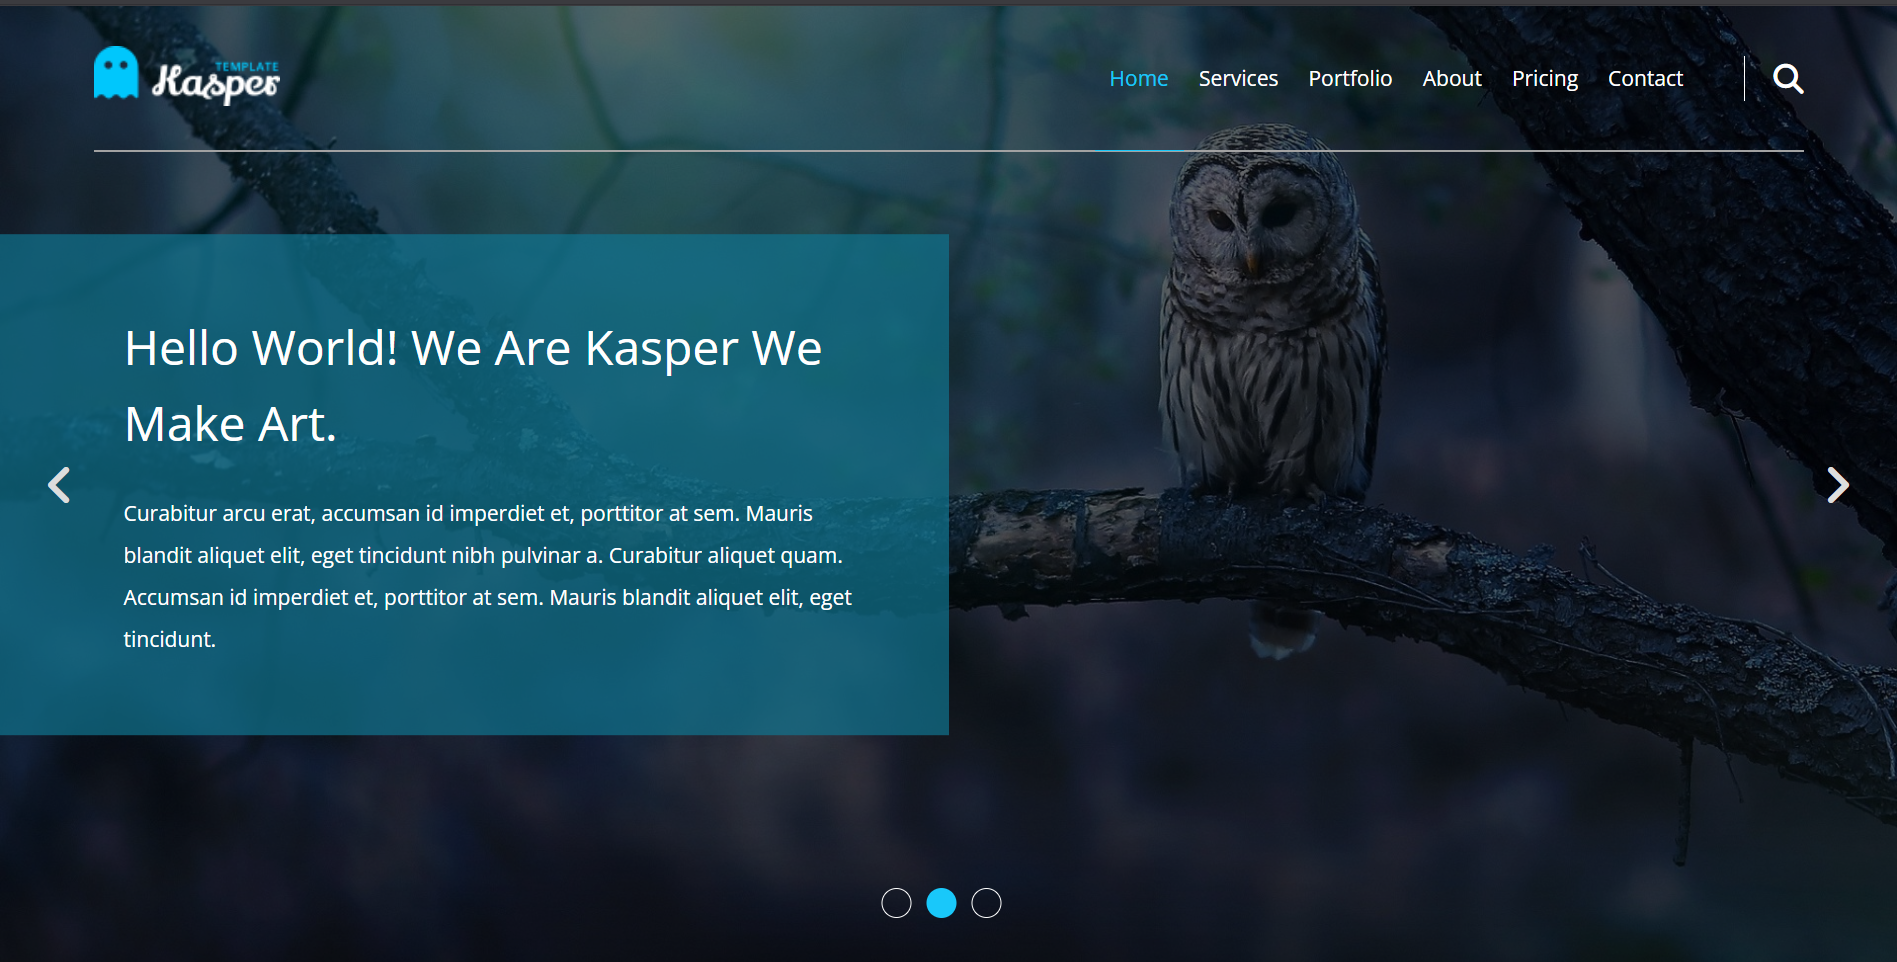 TEMPLATE
Kasper
Home Services Portfolio About Pricing Contact
Hello World! We Are Kasper We
Make Art.
Curabitur arcu erat, accumsan id imperdiet et, porttitor at sem. Mauris
blandit aliquet elit, eget tincidunt nibh pulvinar a. Curabitur aliquet quam.
Accumsan id imperdiet et, porttitor at sem. Mauris blandit aliquet elit, eget
tincidunt.